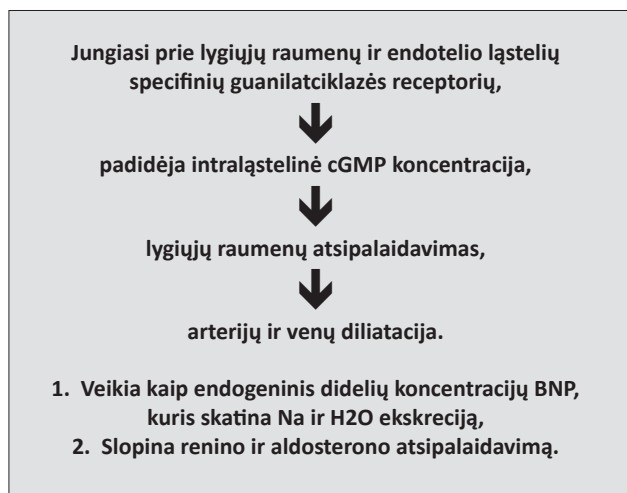 Jungiasi prie lygiųjų raumenų ir endotelio ląstelių
specifinių guanilatciklazės receptorių,
padidėja intraląstelinė cGMP koncentracija,
lygiųjų raumenų atsipalaidavimas,
arterijų ir venų diliatacija.
1. Veikia kaip endogeninis didelių koncentracijų BNP,
kuris skatina Na ir H2O ekskreciją,
2. Slopina renino ir aldosterono atsipalaidavimą.